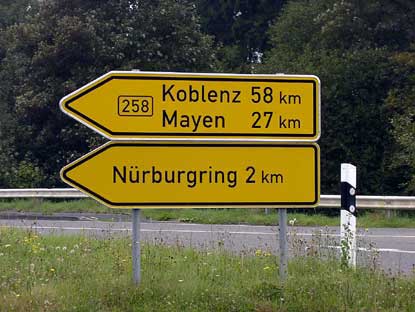 258 Koblenz 58 km
Mayen 27 km
Nürburgring 2 km